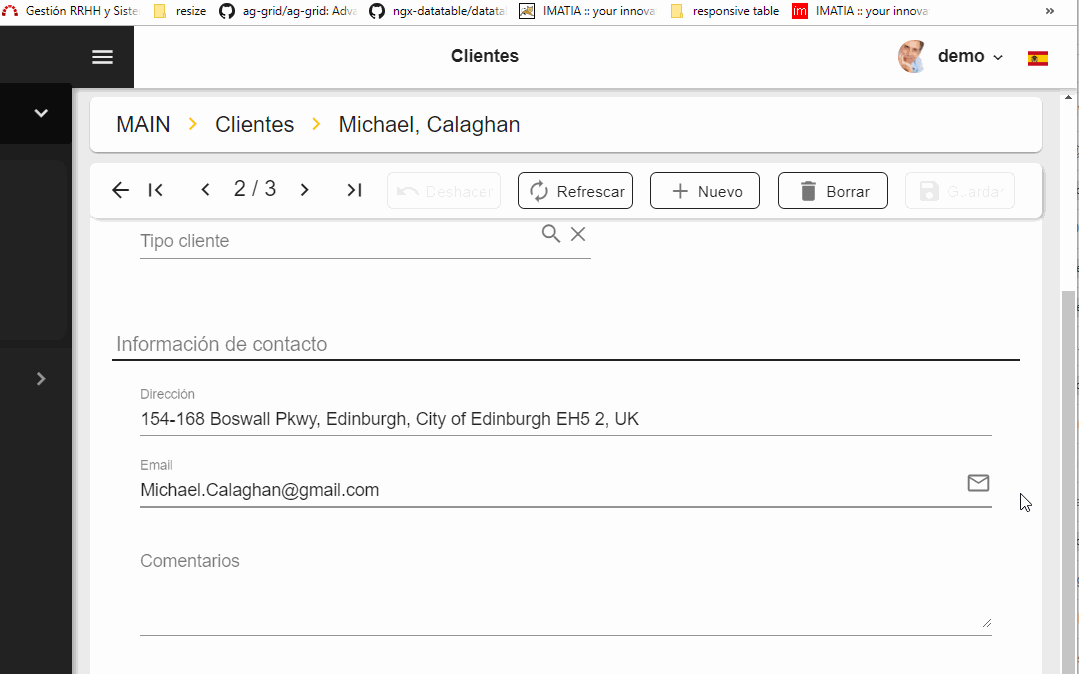 Gestión RRHH y Siste resize ag-grid/ag-grid: Adva ngx-datatable/datata IMATIA :: your innova responsive table im IMATIA :: your innova »
Clientes demo
MAIN Clientes Michael, Calaghan
2 / 3 Deshacer Refrescar Nuevo Borrar Guardar
Tipo cliente
Información de contacto
Dirección
154-168 Boswall Pkwy, Edinburgh, City of Edinburgh EH5 2, UK
Email
Michael.Calaghan@gmail.com
Comentarios